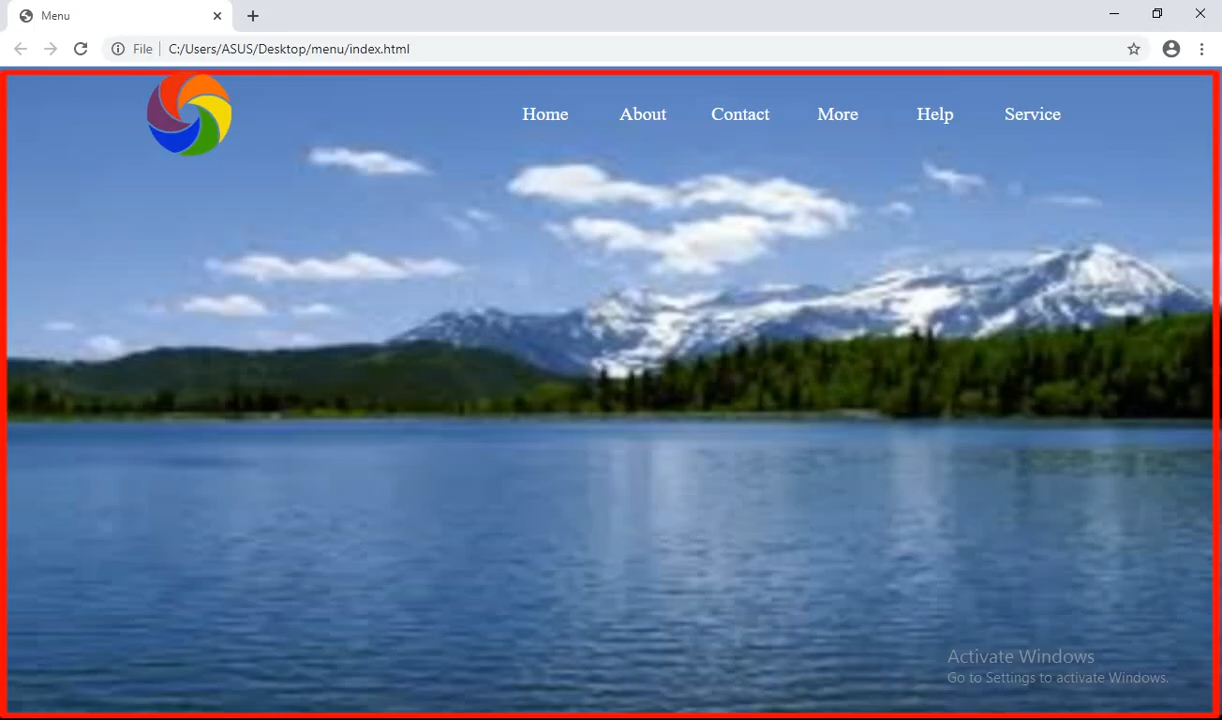 Menu
File
C:/Users/ASUS/Desktop/menu/index.html
Home About Contact More Help Service
Activate Windows
Go to Settings to activate Windows.